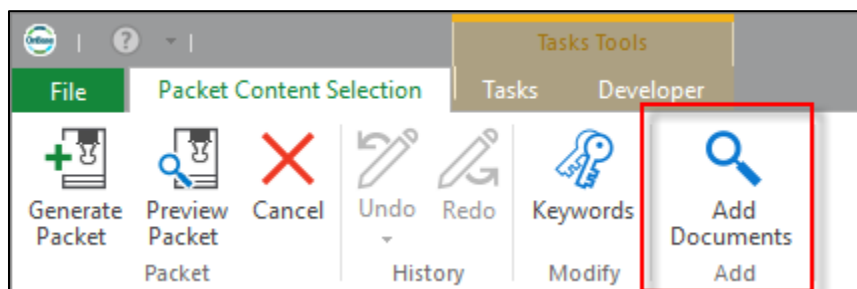 OnBase
?
Tasks Tools
File Packet Content Selection Tasks Developer
Generate Packet
Preview Packet
Cancel
Undo
Redo
Keywords
Add Documents
Packet History Modify Add